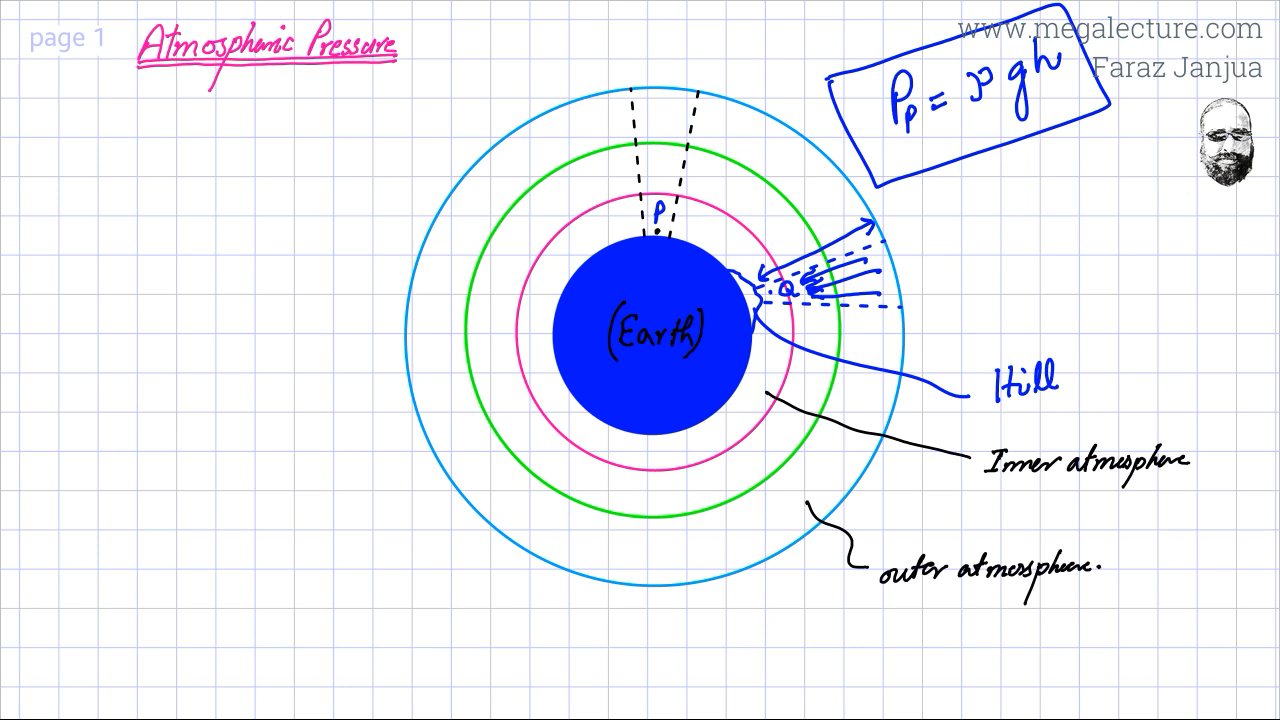 page 1
Atmospheric Pressure
www.megalecture.com
Faraz Janjua
Pp = ρgh
P
Q
(Earth)
Hill
Inner atmosphere
outer atmosphere.